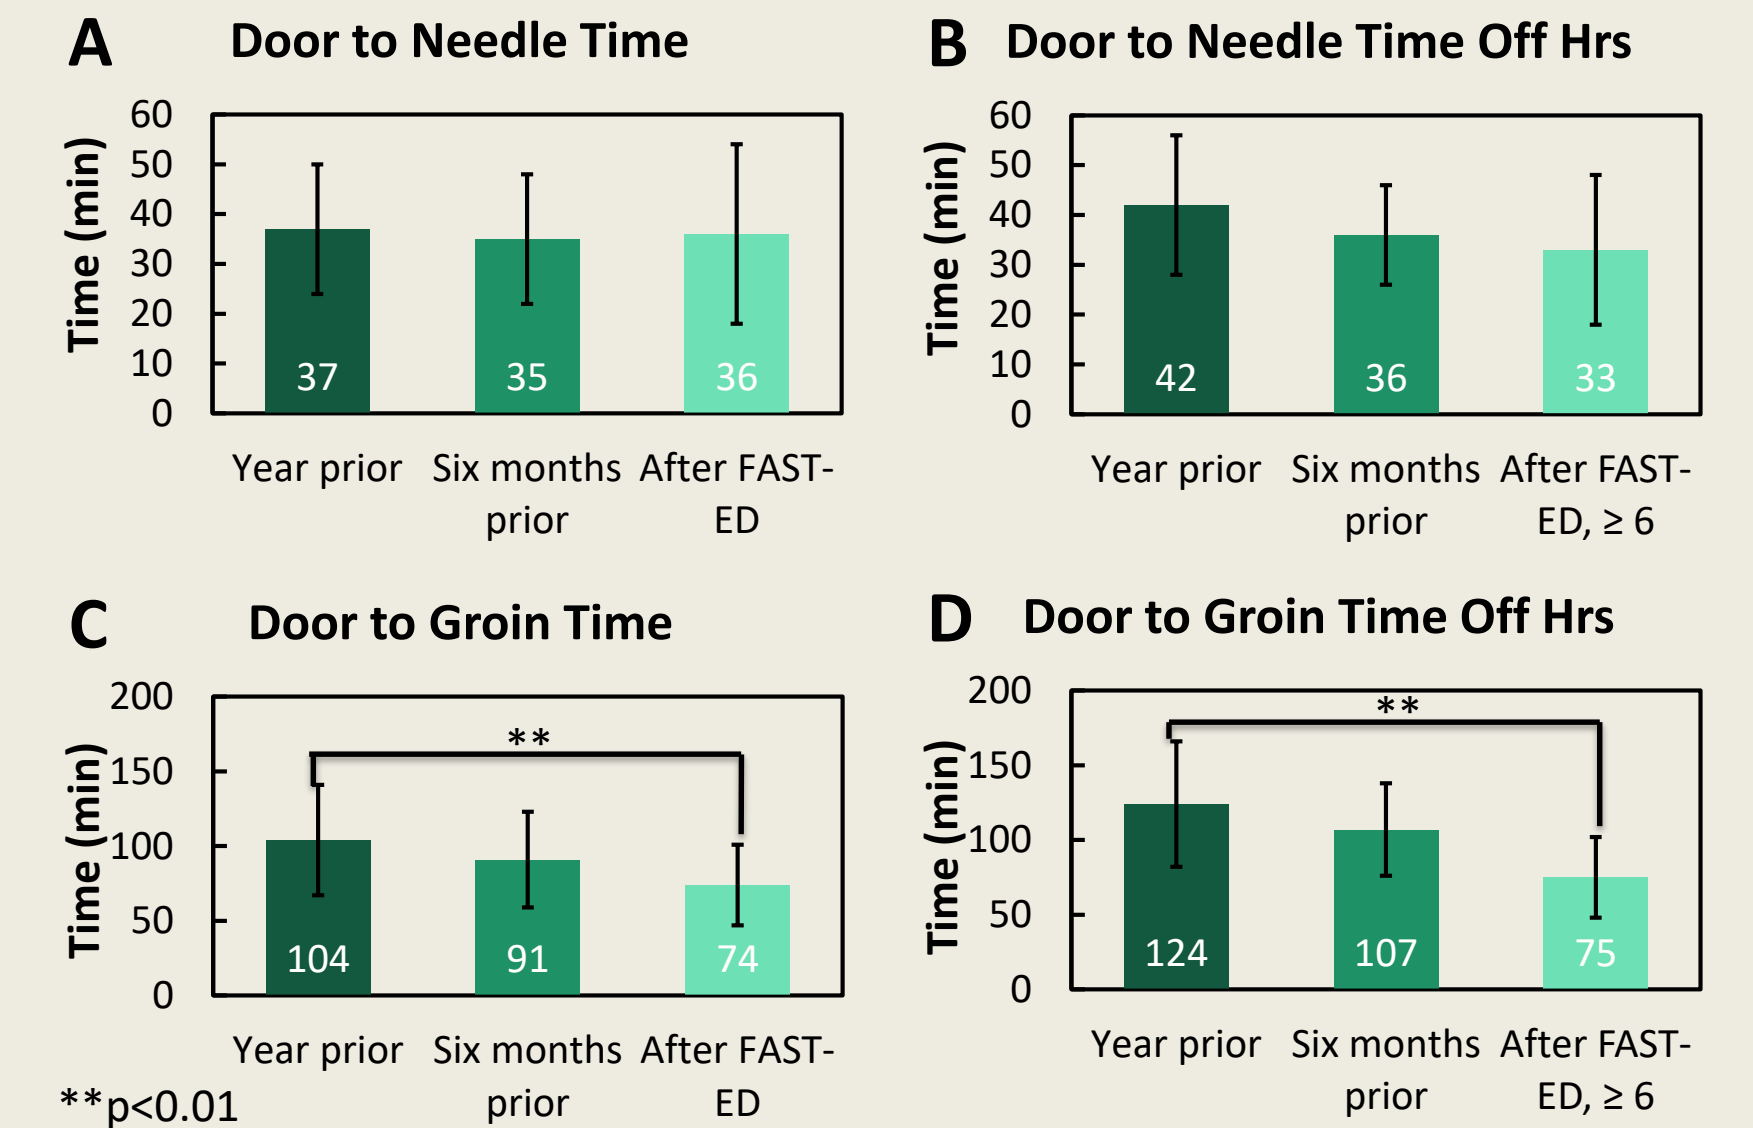 A Door to Needle Time
Time (min)
60
50
40
30
20
10
0
37 35 36
Year prior Six months prior After FAST-ED
B Door to Needle Time Off Hrs
Time (min)
60
50
40
30
20
10
0
42 36 33
Year prior Six months prior After FAST-ED, ≥ 6
C Door to Groin Time
Time (min)
200
150
100
50
0
**
104 91 74
Year prior Six months prior After FAST-ED
**p<0.01
D Door to Groin Time Off Hrs
Time (min)
200
150
100
50
0
**
124 107 75
Year prior Six months prior After FAST-ED, ≥ 6